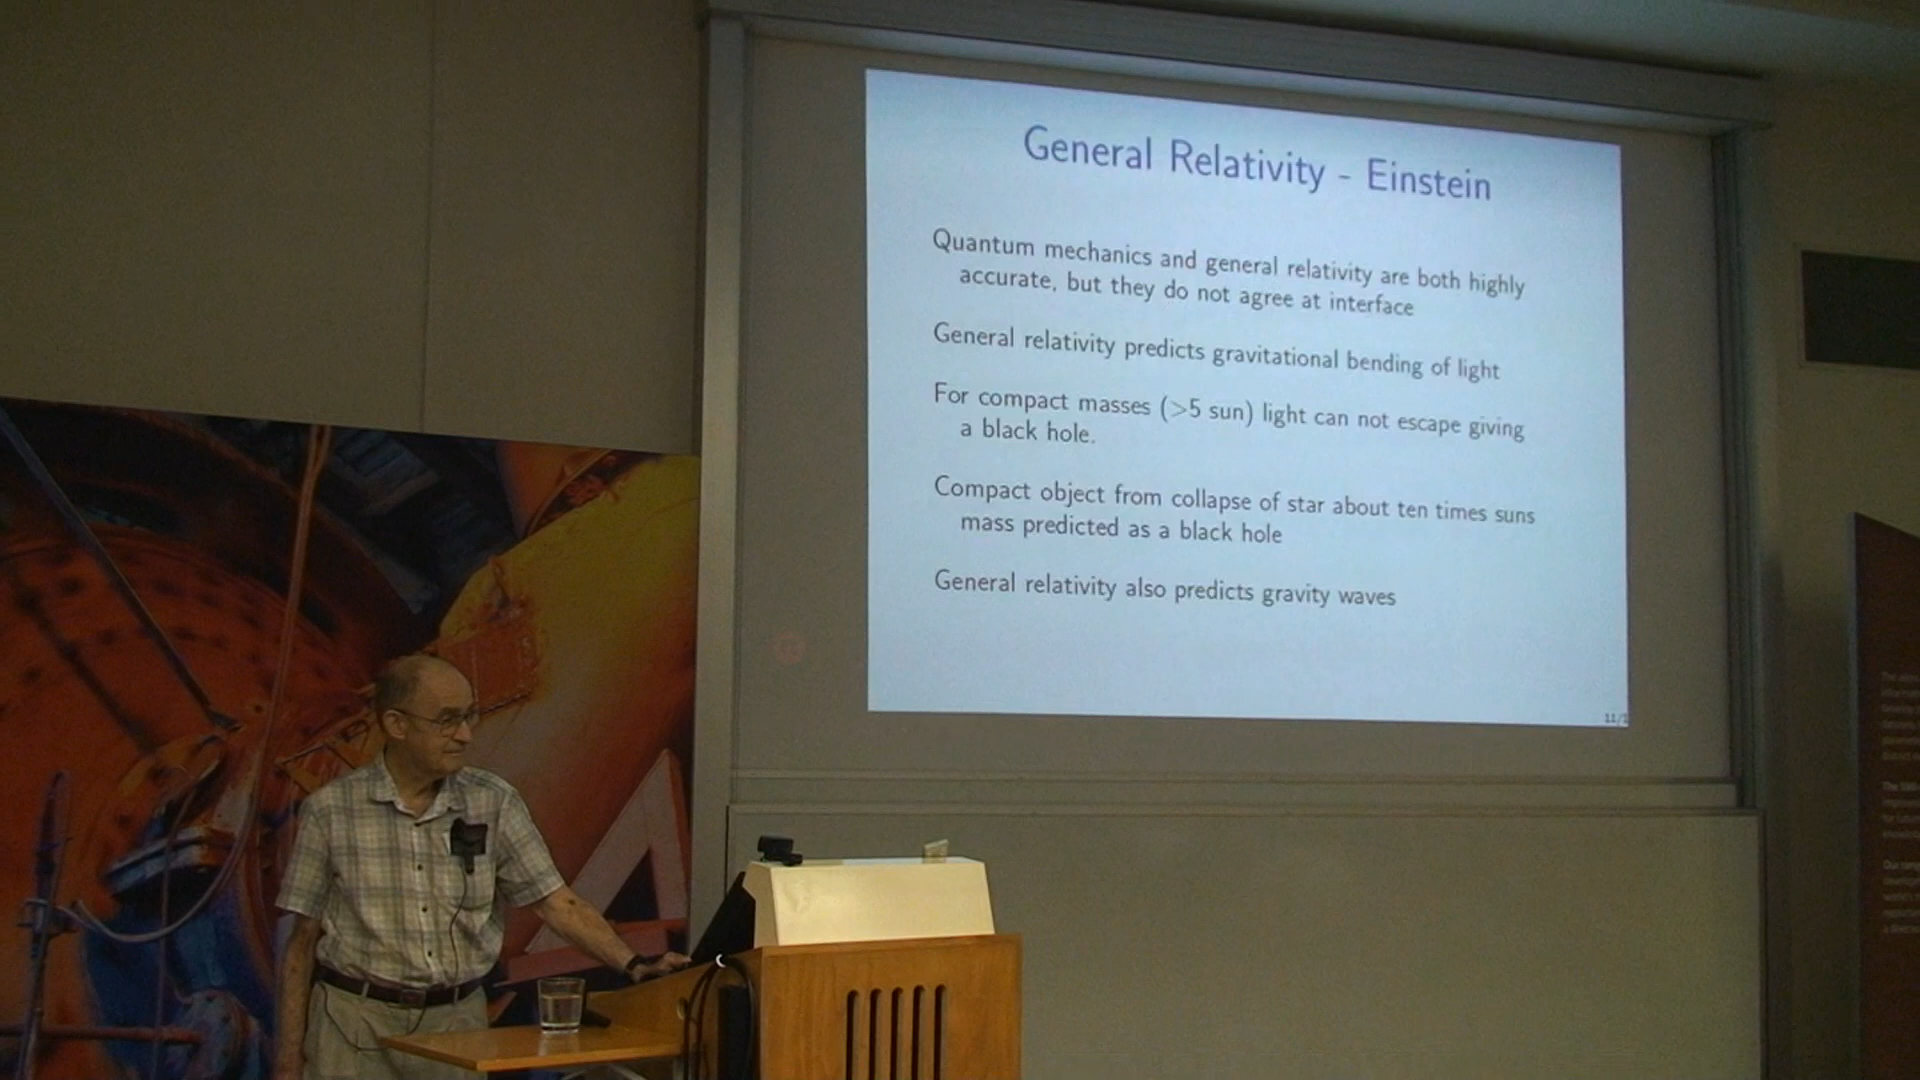 General Relativity - Einstein
Quantum mechanics and general relativity are both highly
accurate, but they do not agree at interface
General relativity predicts gravitational bending of light
For compact masses (>5 sun) light can not escape giving
a black hole.
Compact object from collapse of star about ten times suns
mass predicted as a black hole
General relativity also predicts gravity waves